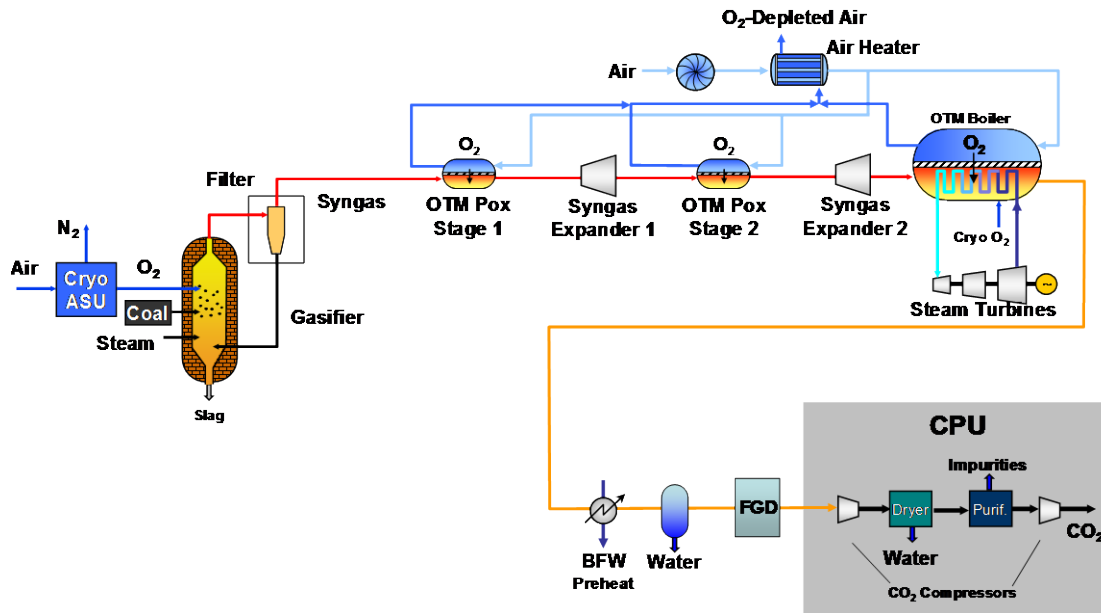 O2-Depleted Air
Air Heater
Air
OTM Boiler
O2
O2
O2
Filter
Syngas
OTM Pox
Stage 1
Syngas
Expander 1
OTM Pox
Stage 2
Syngas
Expander 2
Cryo O2
N2
Air
Cryo
ASU
O2
Coal
Steam
Gasifier
Slag
Steam Turbines
~
CPU
Impurities
FGD
Dryer
Purif.
CO2
BFW
Preheat
Water
Water
CO2 Compressors